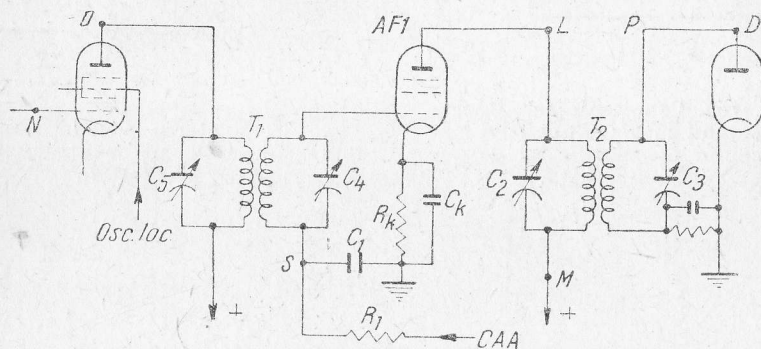 O
AF1
L
P
D
N
T1
T2
C5
C4
C2
C3
Rk
Ck
Osc. loc
S
C1
M
+
R1
CAA
+